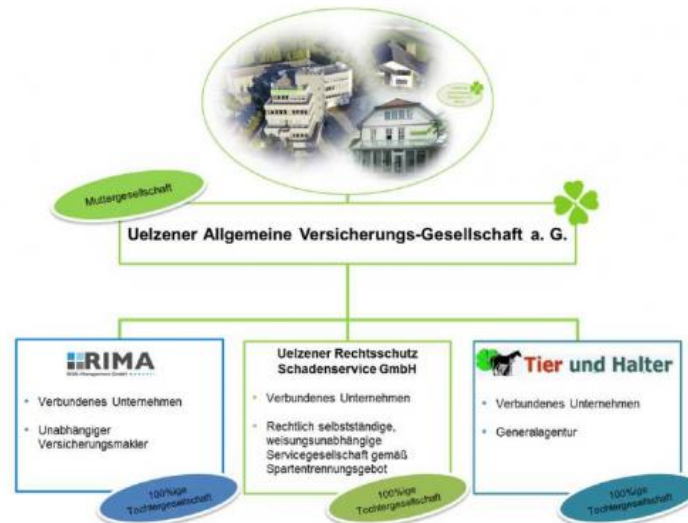 Muttergesellschaft
Uelzener Allgemeine Versicherungs-Gesellschaft a. G.
RIMA
Verbundenes Unternehmen
Unabhängiger
Versicherungsmakler
100%ige
Tochtergesellschaft
Uelzener Rechtsschutz
Schadenservice GmbH
Verbundenes Unternehmen
Rechtlich selbstständige,
weisungsunabhängige
Servicegesellschaft gemäß
Spartentrennungsgebot
100%ige
Tochtergesellschaft
Tier und Halter
Verbundenes Unternehmen
Generalagentur
100%ige
Tochtergesellschaft